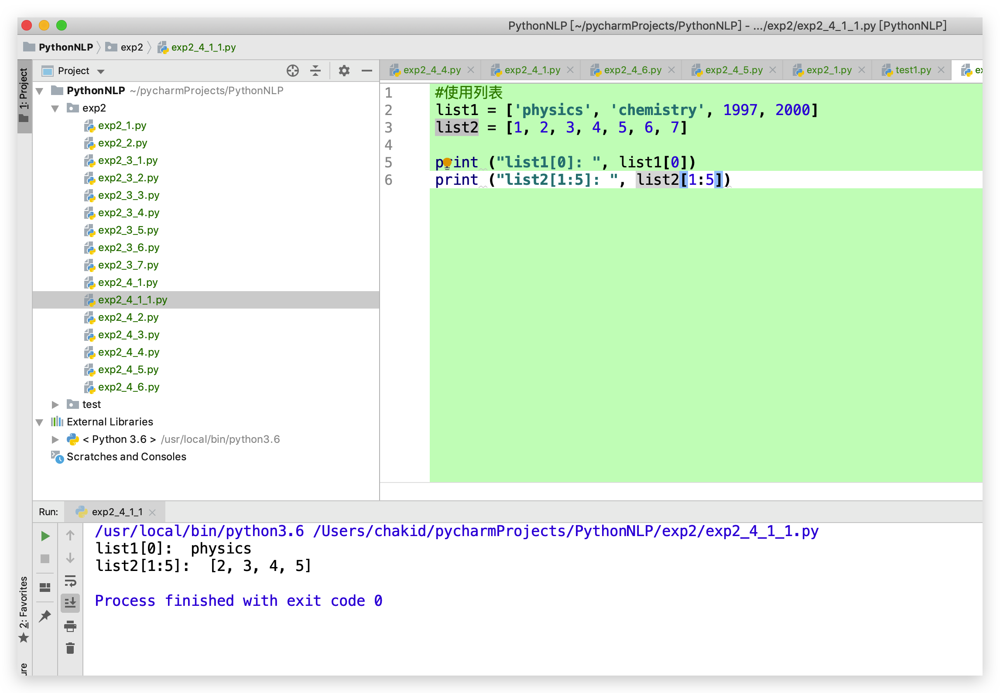 PythonNLP [~/pycharmProjects/PythonNLP] - .../exp2/exp2_4_1_1.py [PythonNLP]
PythonNLP exp2 exp2_4_1_1.py
1: Project
Project
exp2_4_4.py exp2_4_1.py exp2_4_6.py exp2_4_5.py exp2_1.py test1.py ex
PythonNLP ~/pycharmProjects/PythonNLP
exp2
exp2_1.py
exp2_2.py
exp2_3_1.py
exp2_3_2.py
exp2_3_3.py
exp2_3_4.py
exp2_3_5.py
exp2_3_6.py
exp2_3_7.py
exp2_4_1.py
exp2_4_1_1.py
exp2_4_2.py
exp2_4_3.py
exp2_4_4.py
exp2_4_5.py
exp2_4_6.py
test
External Libraries
< Python 3.6 > /usr/local/bin/python3.6
Scratches and Consoles
1 #使用列表
2 list1 = ['physics', 'chemistry', 1997, 2000]
3 list2 = [1, 2, 3, 4, 5, 6, 7]
4
5 print ("list1[0]: ", list1[0])
6 print ("list2[1:5]: ", list2[1:5])
Run: exp2_4_1_1
/usr/local/bin/python3.6 /Users/chakid/pycharmProjects/PythonNLP/exp2/exp2_4_1_1.py
list1[0]:  physics
list2[1:5]:  [2, 3, 4, 5]
Process finished with exit code 0
2: Favorites
ure